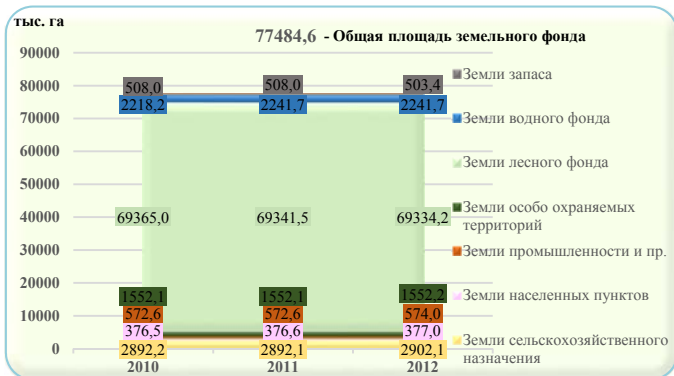 тыс. га
77484,6 - Общая площадь земельного фонда
90000
80000
70000
60000
50000
40000
30000
20000
10000
0
508,0 508,0 503,4
2218,2 2241,7 2241,7
69365,0 69341,5 69334,2
1552,1 1552,1 1552,2
572,6 572,6 574,0
376,5 376,6 377,0
2892,2 2892,1 2902,1
2010 2011 2012
Земли запаса
Земли водного фонда
Земли лесного фонда
Земли особо охраняемых
территорий
Земли промышленности и пр.
Земли населенных пунктов
Земли сельскохозяйственного
назначения